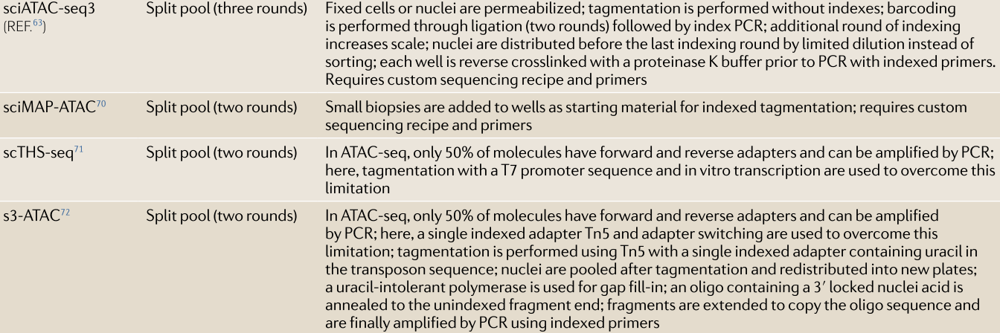 sciATAC-seq3 Split pool (three rounds) Fixed cells or nuclei are permeabilized; tagmentation is performed without indexes; barcoding
(REF.63) is performed through ligation (two rounds) followed by index PCR; additional round of indexing
increases scale; nuclei are distributed before the last indexing round by limited dilution instead of
sorting; each well is reverse crosslinked with a proteinase K buffer prior to PCR with indexed primers.
Requires custom sequencing recipe and primers
sciMAP-ATAC70 Split pool (two rounds) Small biopsies are added to wells as starting material for indexed tagmentation; requires custom
sequencing recipe and primers
scTHS-seq71 Split pool (two rounds) In ATAC-seq, only 50% of molecules have forward and reverse adapters and can be amplified by PCR;
here, tagmentation with a T7 promoter sequence and in vitro transcription are used to overcome this
limitation
s3-ATAC72 Split pool (two rounds) In ATAC-seq, only 50% of molecules have forward and reverse adapters and can be amplified
by PCR; here, a single indexed adapter Tn5 and adapter switching are used to overcome this
limitation; tagmentation is performed using Tn5 with a single indexed adapter containing uracil in
the transposon sequence; nuclei are pooled after tagmentation and redistributed into new plates;
a uracil-intolerant polymerase is used for gap fill-in; an oligo containing a 3′ locked nuclei acid is
annealed to the unindexed fragment end; fragments are extended to copy the oligo sequence and
are finally amplified by PCR using indexed primers